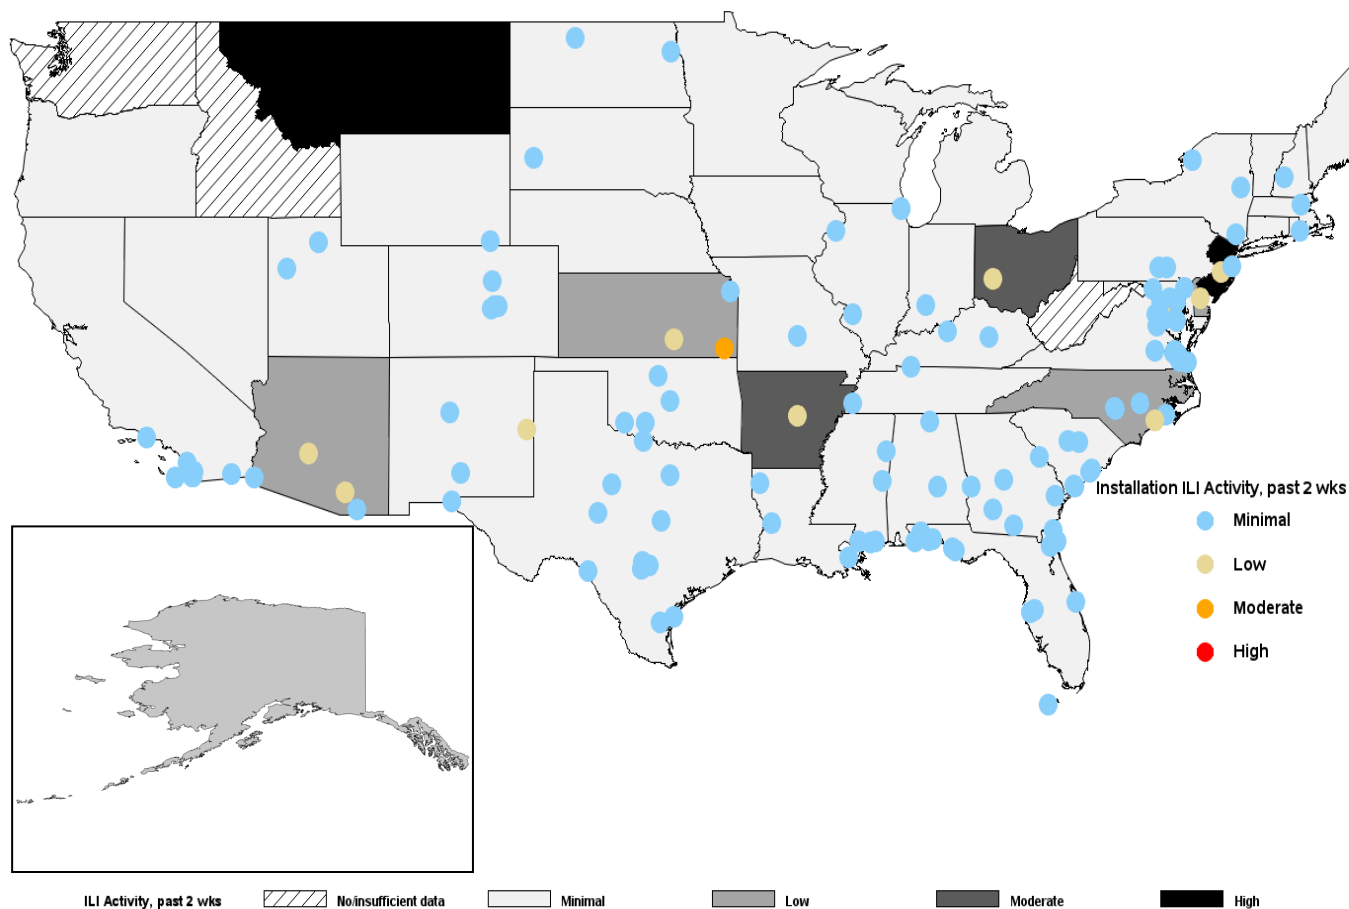 Installation ILI Activity, past 2 wks
Minimal
Low
Moderate
High
ILI Activity, past 2 wks No/insufficient data Minimal Low Moderate High